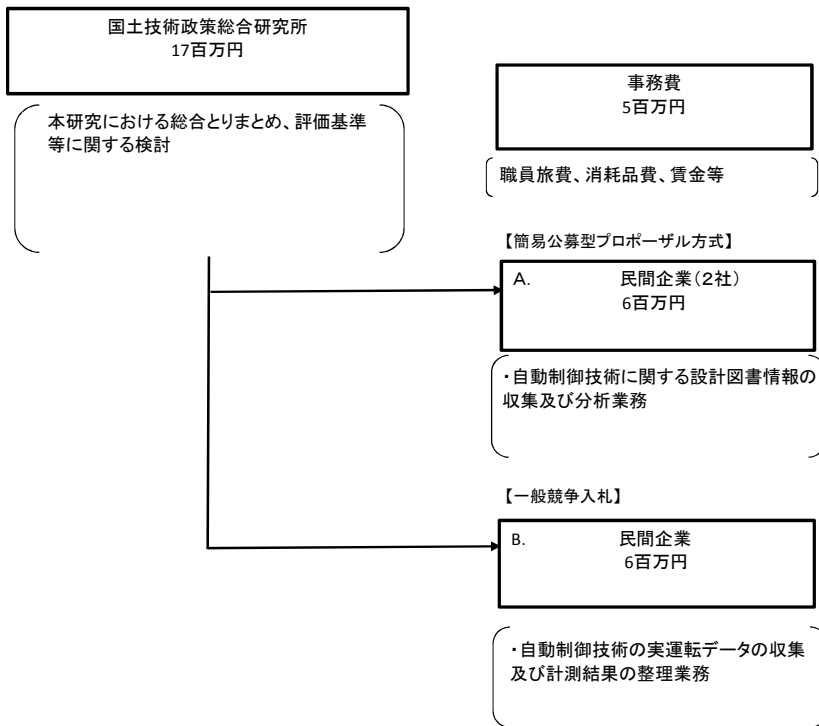 国土技術政策総合研究所
17百万円
本研究における総合とりまとめ、評価基準
等に関する検討
事務費
5百万円
職員旅費、消耗品費、賃金等
【簡易公募型プロポーザル方式】
A. 民間企業（2社）
6百万円
・自動制御技術に関する設計図書情報の
収集及び分析業務
【一般競争入札】
B. 民間企業
6百万円
・自動制御技術の実運転データの収集
及び計測結果の整理業務